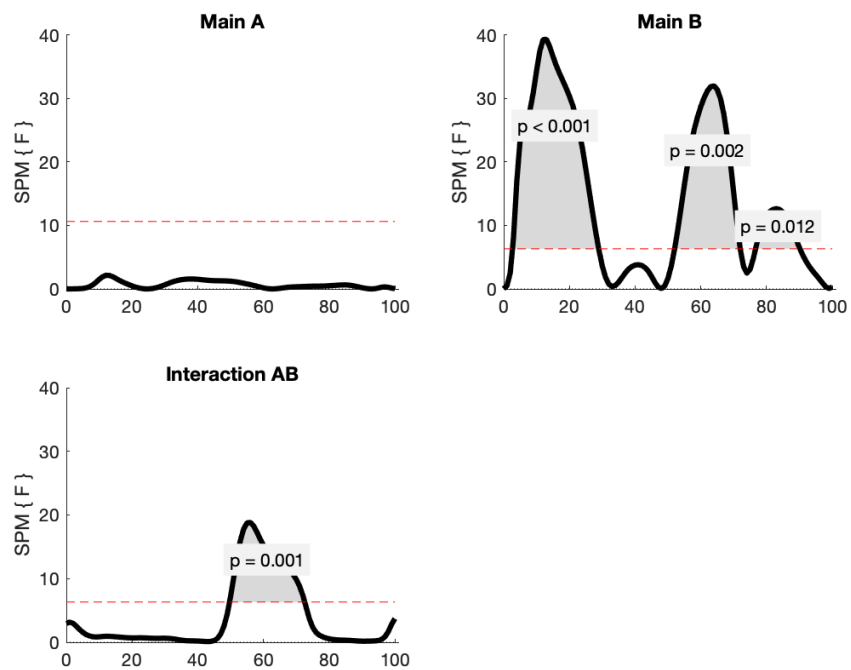 Main A
SPM { F }
40
30
20
10
0
0 20 40 60 80 100
Main B
SPM { F }
40
30
20
10
0
p < 0.001
p = 0.002
p = 0.012
0 20 40 60 80 100
Interaction AB
SPM { F }
40
30
20
10
0
p = 0.001
0 20 40 60 80 100